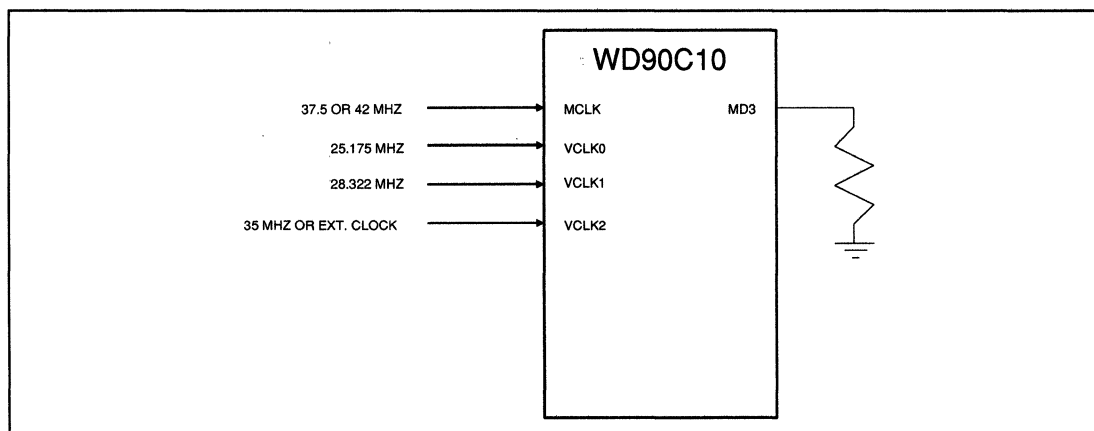 WD90C10
37.5 OR 42 MHZ MCLK MD3
25.175 MHZ VCLK0
28.322 MHZ VCLK1
35 MHZ OR EXT. CLOCK VCLK2